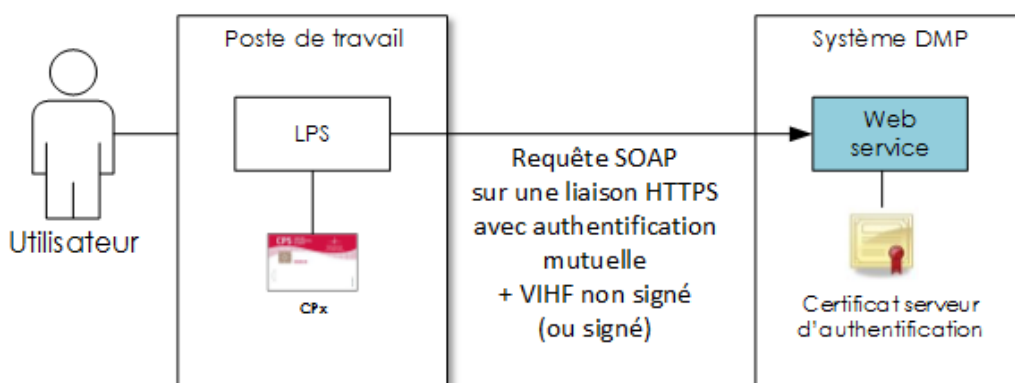 Poste de travail
Système DMP
LPS
Web
service
Requête SOAP
sur une liaison HTTPS
avec authentification
mutuelle
+ VIHF non signé
(ou signé)
Utilisateur
CPS
CPx
Certificat serveur
d'authentification